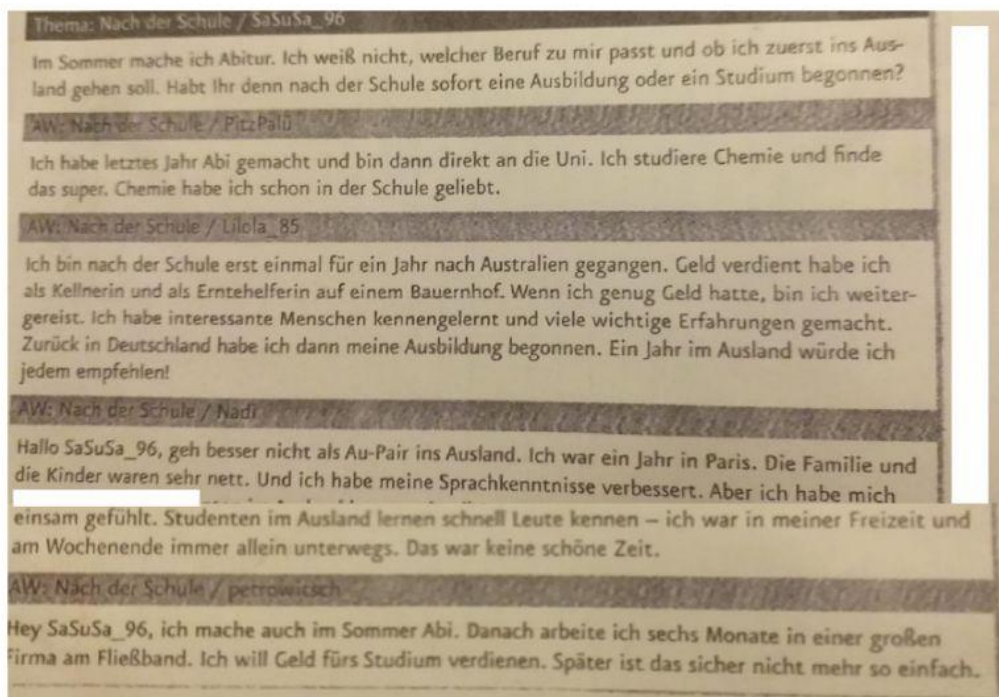 Thema: Nach der Schule / SaSuSa_96
Im Sommer mache ich Abitur. Ich weiß nicht, welcher Beruf zu mir passt und ob ich zuerst ins Aus-
land gehen soll. Habt Ihr denn nach der Schule sofort eine Ausbildung oder ein Studium begonnen?
AW: Nach der Schule / PitzPalü
Ich habe letztes Jahr Abi gemacht und bin dann direkt an die Uni. Ich studiere Chemie und finde
das super. Chemie habe ich schon in der Schule geliebt.
AW: Nach der Schule / Lilola_85
Ich bin nach der Schule erst einmal für ein Jahr nach Australien gegangen. Geld verdient habe ich
als Kellnerin und als Erntehelferin auf einem Bauernhof. Wenn ich genug Geld hatte, bin ich weiter-
gereist. Ich habe interessante Menschen kennengelernt und viele wichtige Erfahrungen gemacht.
Zurück in Deutschland habe ich dann meine Ausbildung begonnen. Ein Jahr im Ausland würde ich
jedem empfehlen!
AW: Nach der Schule / Nadi
Hallo SaSuSa_96, geh besser nicht als Au-Pair ins Ausland. Ich war ein Jahr in Paris. Die Familie und
die Kinder waren sehr nett. Und ich habe meine Sprachkenntnisse verbessert. Aber ich habe mich
einsam gefühlt. Studenten im Ausland lernen schnell Leute kennen – ich war in meiner Freizeit und
am Wochenende immer allein unterwegs. Das war keine schöne Zeit.
AW: Nach der Schule / petrowitsch
Hey SaSuSa_96, ich mache auch im Sommer Abi. Danach arbeite ich sechs Monate in einer großen
Firma am Fließband. Ich will Geld fürs Studium verdienen. Später ist das sicher nicht mehr so einfach.